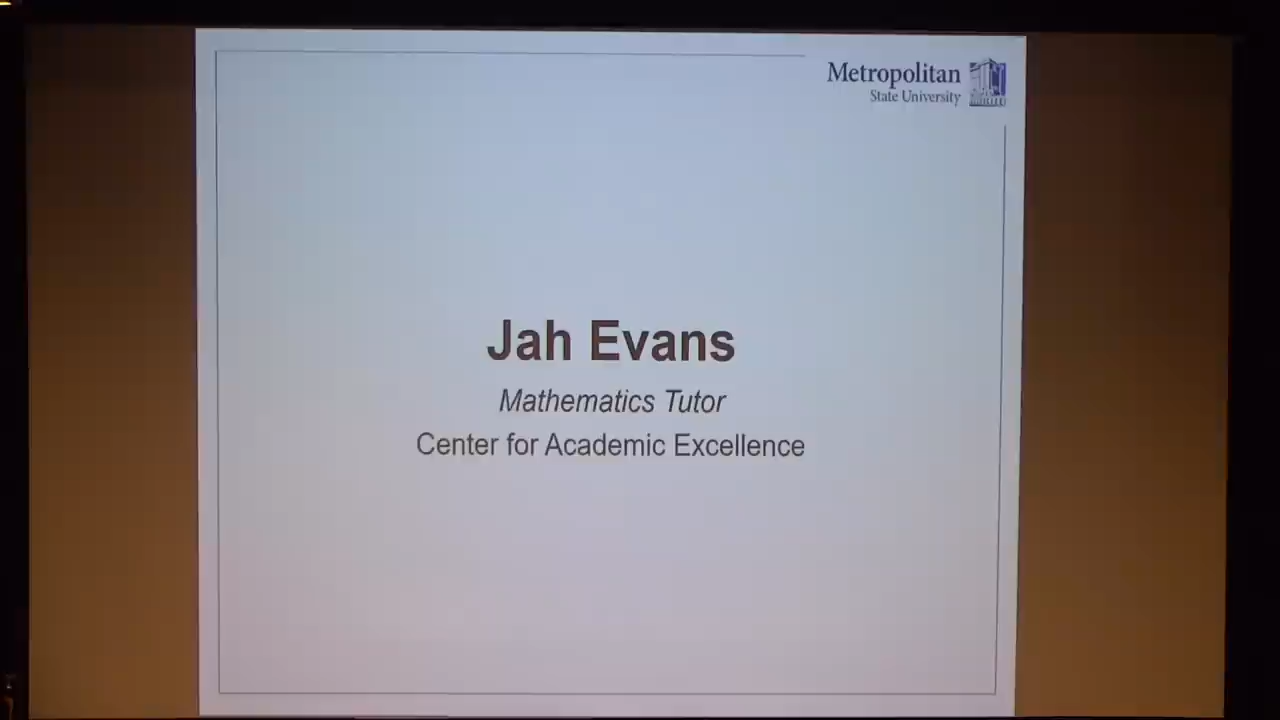 Metropolitan
State University
Jah Evans
Mathematics Tutor
Center for Academic Excellence